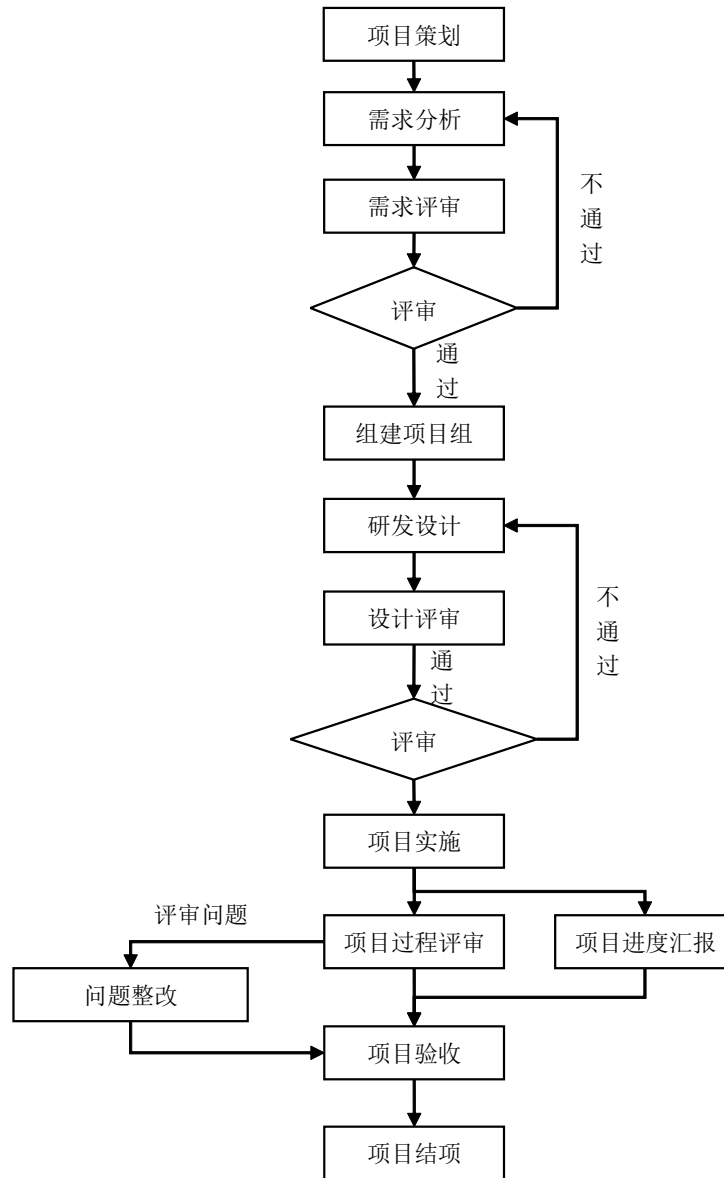 项目策划
需求分析
需求评审
不
通
过
评审
通
过
组建项目组
研发设计
设计评审
不
通
过
通
过
评审
项目实施
评审问题
项目过程评审
项目进度汇报
问题整改
项目验收
项目结项